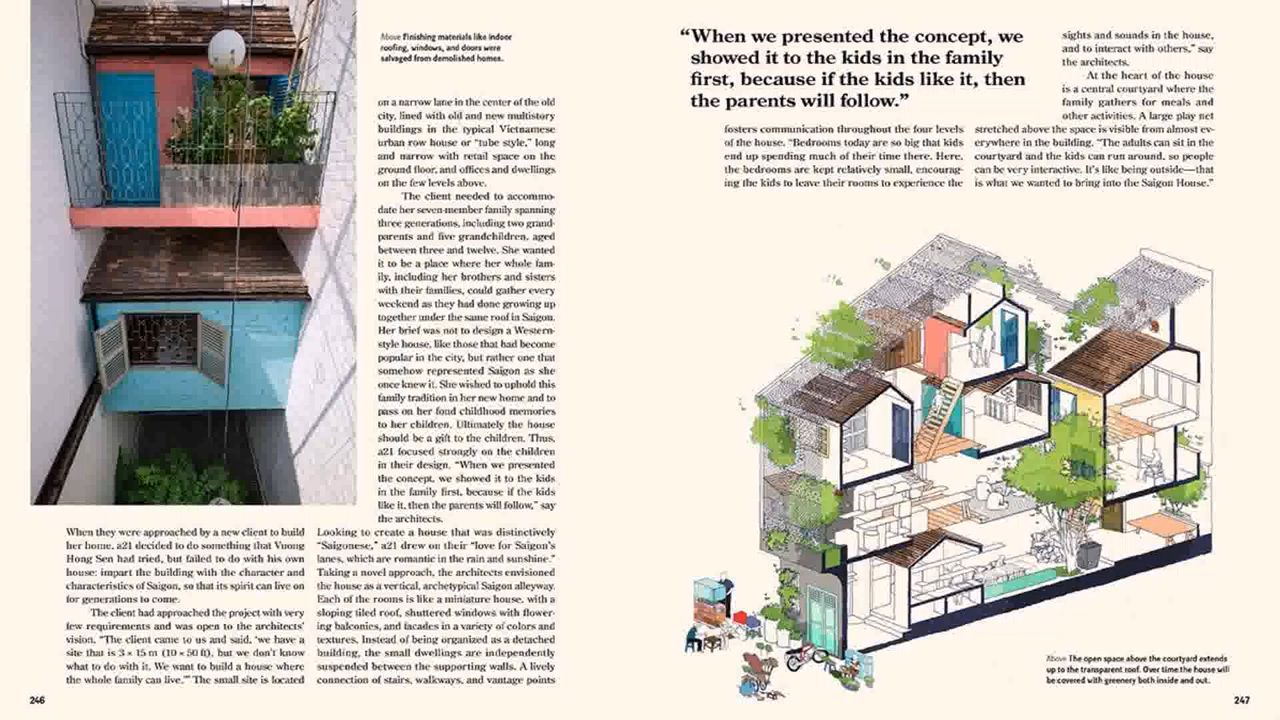 Above Finishing materials like indoor
roofing, windows, and doors were
salvaged from demolished homes.
When they were approached by a new client to build
her home, a21 decided to do something that Vuong
Hong Sen had tried, but failed to do with his own
house: impart the building with the character and
characteristics of Saigon, so that its spirit can live on
for generations to come.
The client had approached the project with very
few requirements and was open to the architects'
vision. "The client came to us and said, 'we have a
site that is 3 × 15 m (10 × 50 ft), but we don't know
what to do with it. We want to build a house where
the whole family can live.'" The small site is located
on a narrow lane in the center of the old
city, lined with old and new multistory
buildings in the typical Vietnamese
urban row house or "tube style," long
and narrow with retail space on the
ground floor, and offices and dwellings
on the few levels above.
The client needed to accommo-
date her seven-member family spanning
three generations, including two grand-
parents and five grandchildren, aged
between three and twelve. She wanted
it to be a place where her whole fam-
ily, including her brothers and sisters
with their families, could gather every
weekend as they had done growing up
together under the same roof in Saigon.
Her brief was not to design a Western-
style house, like those that had become
popular in the city, but rather one that
somehow represented Saigon as she
once knew it. She wished to uphold this
family tradition in her new home and to
pass on her fond childhood memories
to her children. Ultimately the house
should be a gift to the children. Thus,
a21 focused strongly on the children
in their design. "When we presented
the concept, we showed it to the kids
in the family first, because if the kids
like it, then the parents will follow," say
the architects.
Looking to create a house that was distinctively
"Saigonese," a21 drew on their "love for Saigon's
lanes, which are romantic in the rain and sunshine."
Taking a novel approach, the architects envisioned
the house as a vertical, archetypical Saigon alleyway.
Each of the rooms is like a miniature house, with a
sloping tiled roof, shuttered windows with flower-
ing balconies, and facades in a variety of colors and
textures. Instead of being organized as a detached
building, the small dwellings are independently
suspended between the supporting walls. A lively
connection of stairs, walkways, and vantage points
246
"When we presented the concept, we
showed it to the kids in the family
first, because if the kids like it, then
the parents will follow."
fosters communication throughout the four levels
of the house. "Bedrooms today are so big that kids
end up spending much of their time there. Here,
the bedrooms are kept relatively small, encourag-
ing the kids to leave their rooms to experience the
sights and sounds in the house,
and to interact with others," say
the architects.
At the heart of the house
is a central courtyard where the
family gathers for meals and
other activities. A large play net
stretched above the space is visible from almost ev-
erywhere in the building. "The adults can sit in the
courtyard and the kids can run around, so people
can be very interactive. It's like being outside—that
is what we wanted to bring into the Saigon House."
Above The open space above the courtyard extends
up to the transparent roof. Over time the house will
be covered with greenery both inside and out.
247